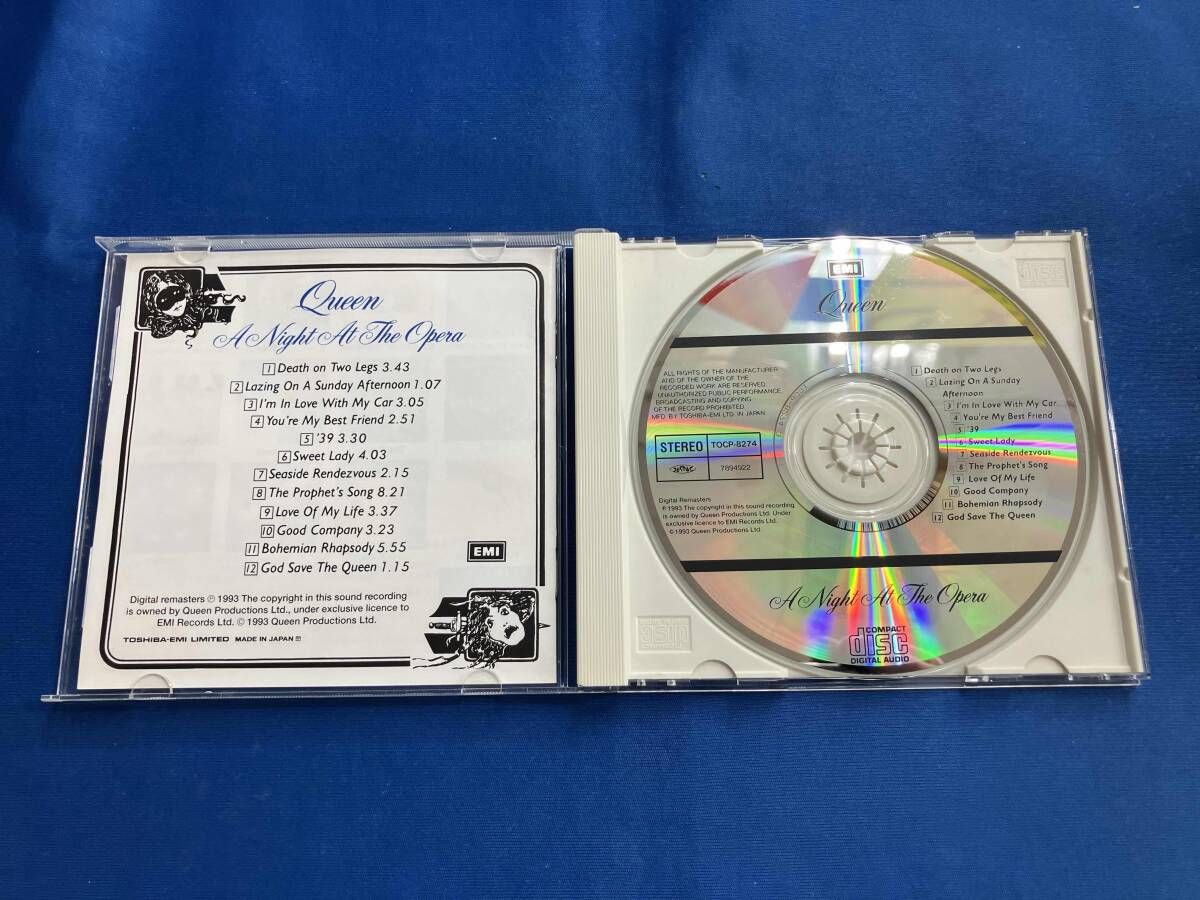 Queen
A Night At The Opera
1 Death on Two Legs 3.43
2 Lazing On A Sunday Afternoon 1.07
3 I'm In Love With My Car 3.05
4 You're My Best Friend 2.51
5 '39 3.30
6 Sweet Lady 4.03
7 Seaside Rendezvous 2.15
8 The Prophet's Song 8.21
9 Love Of My Life 3.37
10 Good Company 3.23
11 Bohemian Rhapsody 5.55
12 God Save The Queen 1.15
EMI
Digital remasters ℗ 1993 The copyright in this sound recording
is owned by Queen Productions Ltd., under exclusive licence to
EMI Records Ltd. © 1993 Queen Productions Ltd.
TOSHIBA-EMI LIMITED MADE IN JAPAN
EMI
Queen
ALL RIGHTS OF THE MANUFACTURER
AND OF THE OWNER OF THE
RECORDED WORK ARE RESERVED.
UNAUTHORIZED PUBLIC PERFORMANCE,
BROADCASTING AND COPYING
OF THE RECORD PROHIBITED.
MFD. BY TOSHIBA-EMI LTD. IN JAPAN.
STEREO TOCP-8274
7894922
Digital Remasters
℗ 1993 The copyright in this sound recording
is owned by Queen Productions Ltd. Under
exclusive licence to EMI Records Ltd.
© 1993 Queen Productions Ltd.
1 Death on Two Legs
2 Lazing On A Sunday
Afternoon
3 I'm In Love With My Car
4 You're My Best Friend
5 '39
6 Sweet Lady
7 Seaside Rendezvous
8 The Prophet's Song
9 Love Of My Life
10 Good Company
11 Bohemian Rhapsody
12 God Save The Queen
A Night At The Opera
COMPACT
disc
DIGITAL AUDIO